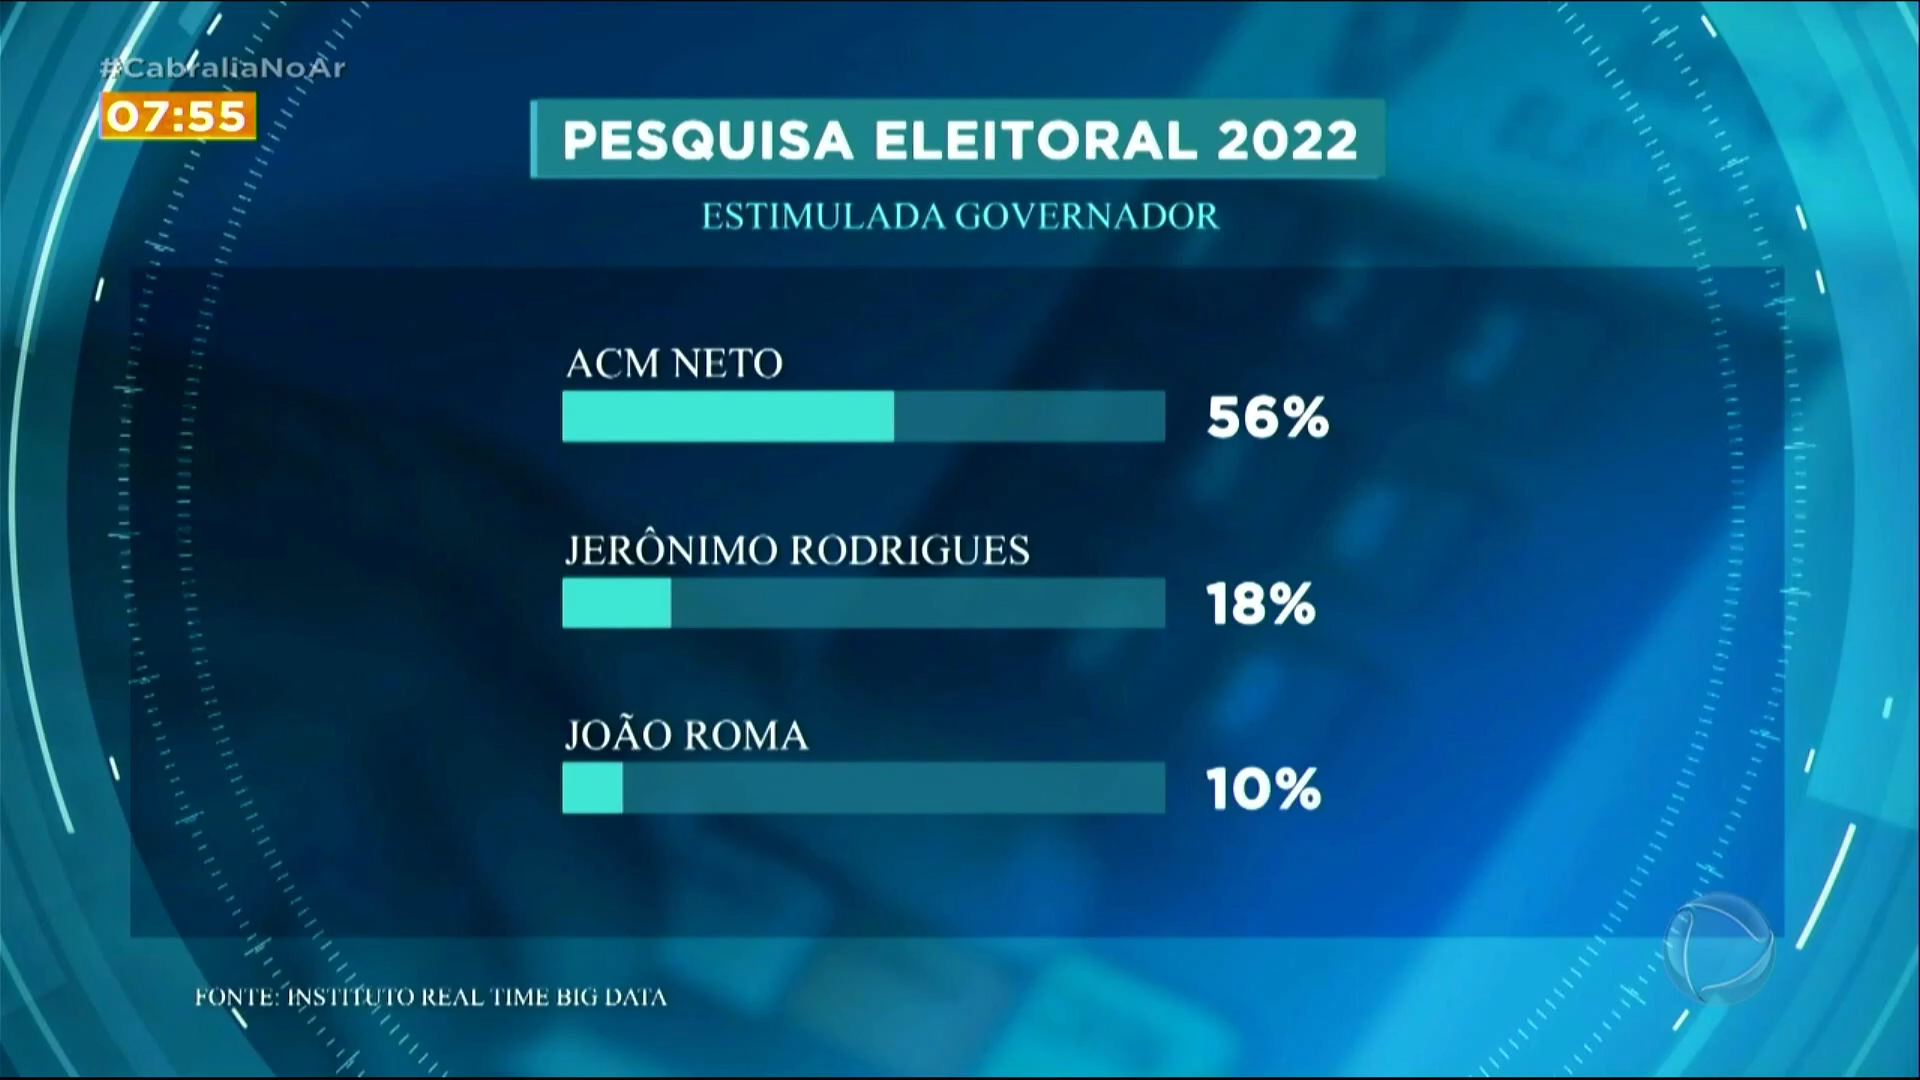 #CabraliaNoAr
07:55
PESQUISA ELEITORAL 2022
ESTIMULADA GOVERNADOR
ACM NETO
56%
JERÔNIMO RODRIGUES
18%
JOÃO ROMA
10%
FONTE: INSTITUTO REAL TIME BIG DATA